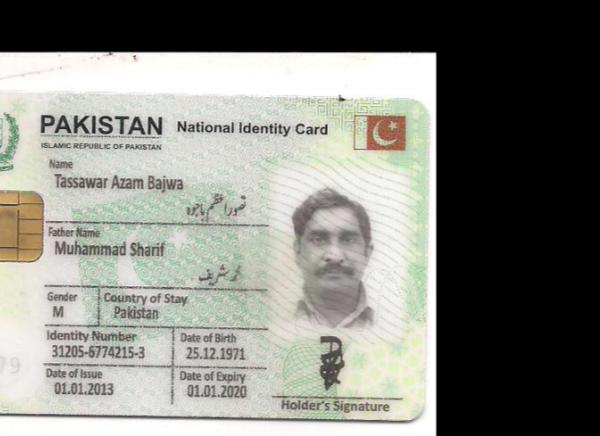 PAKISTAN National Identity Card
ISLAMIC REPUBLIC OF PAKISTAN
Name
Tassawar Azam Bajwa
تصور اعظم باجوہ
Father Name
Muhammad Sharif
محمد شریف
Gender Country of Stay
M Pakistan
Identity Number Date of Birth
31205-6774215-3 25.12.1971
Date of Issue Date of Expiry
01.01.2013 01.01.2020
Holder's Signature